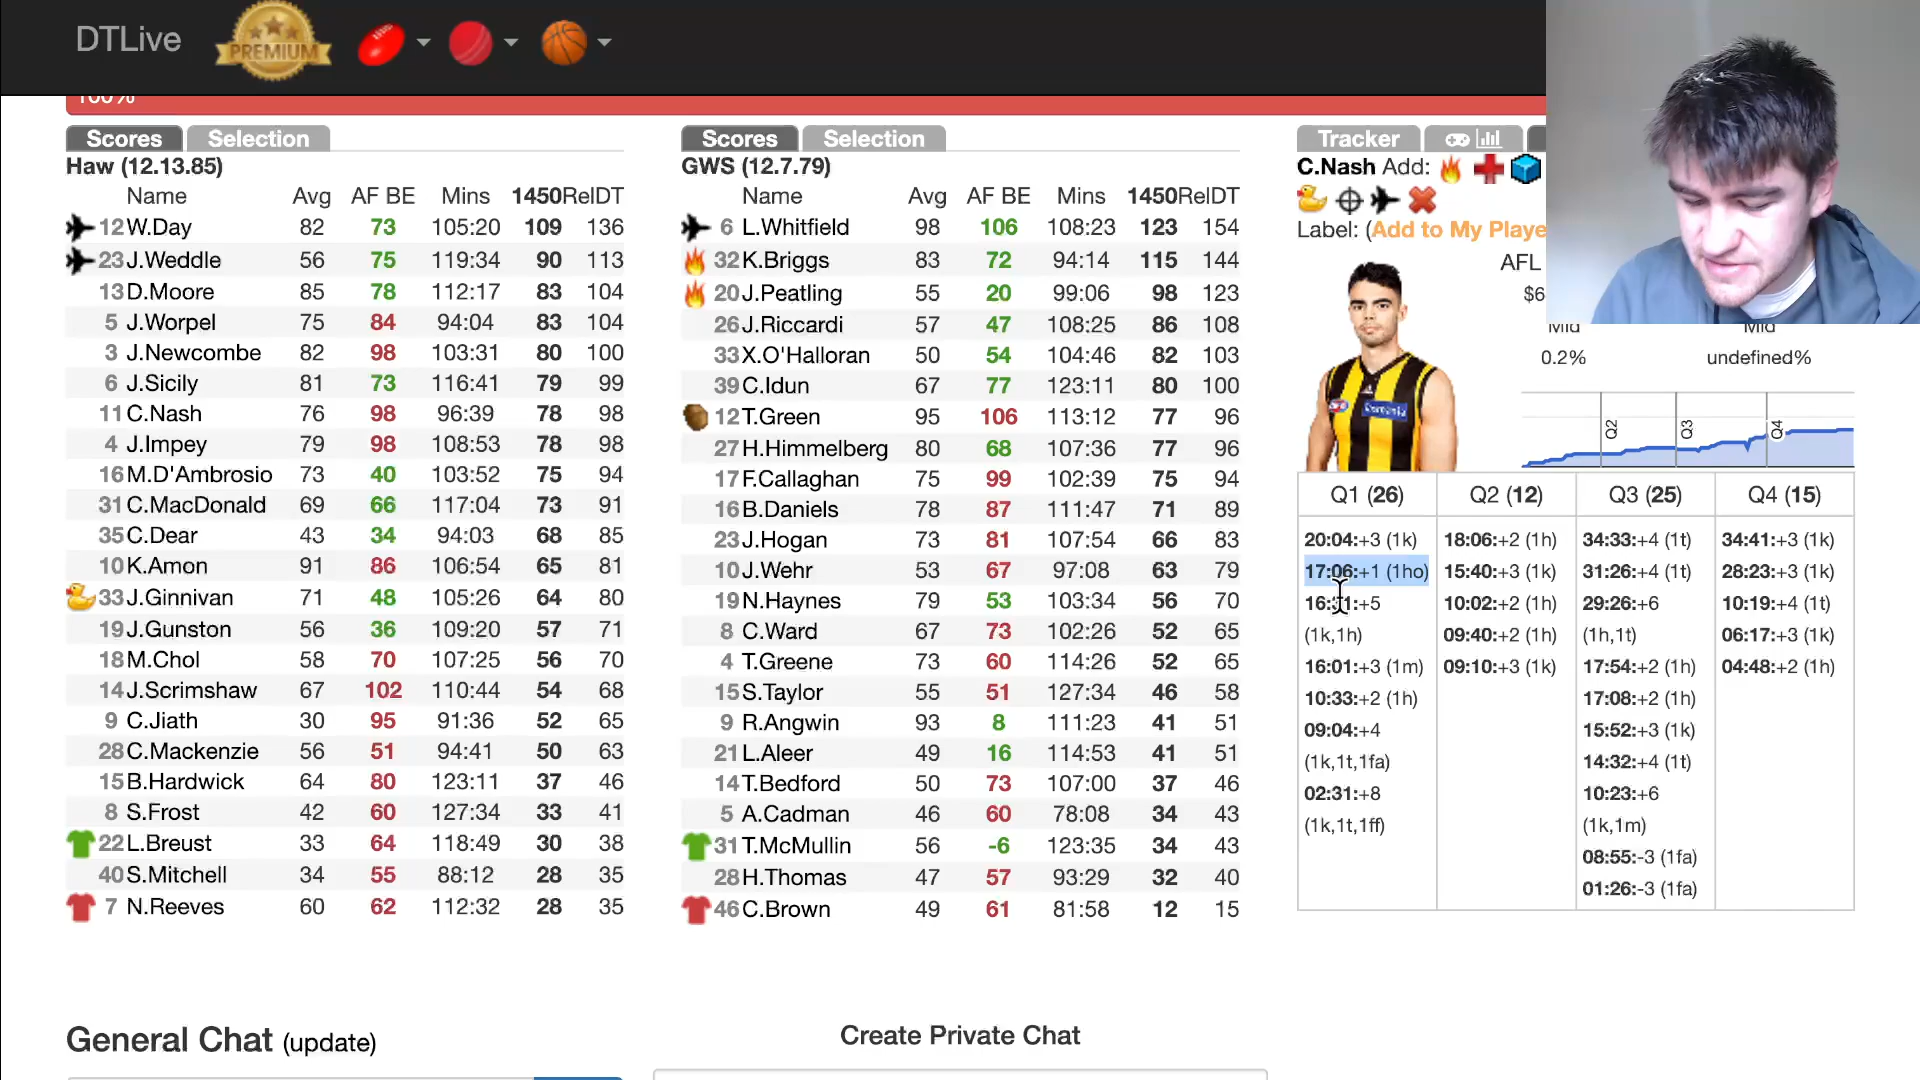 DTLive
PREMIUM
100%
Scores Selection
Haw (12.13.85)
Name Avg AF BE Mins 1450RelDT
12 W.Day 82 73 105:20 109 136
23 J.Weddle 56 75 119:34 90 113
13 D.Moore 85 78 112:17 83 104
5 J.Worpel 75 84 94:04 83 104
3 J.Newcombe 82 98 103:31 80 100
6 J.Sicily 81 73 116:41 79 99
11 C.Nash 76 98 96:39 78 98
4 J.Impey 79 98 108:53 78 98
16 M.D'Ambrosio 73 40 103:52 75 94
31 C.MacDonald 69 66 117:04 73 91
35 C.Dear 43 34 94:03 68 85
10 K.Amon 91 86 106:54 65 81
33 J.Ginnivan 71 48 105:26 64 80
19 J.Gunston 56 36 109:20 57 71
18 M.Chol 58 70 107:25 56 70
14 J.Scrimshaw 67 102 110:44 54 68
9 C.Jiath 30 95 91:36 52 65
28 C.Mackenzie 56 51 94:41 50 63
15 B.Hardwick 64 80 123:11 37 46
8 S.Frost 42 60 127:34 33 41
22 L.Breust 33 64 118:49 30 38
40 S.Mitchell 34 55 88:12 28 35
7 N.Reeves 60 62 112:32 28 35
Scores Selection
GWS (12.7.79)
Name Avg AF BE Mins 1450RelDT
6 L.Whitfield 98 106 108:23 123 154
32 K.Briggs 83 72 94:14 115 144
20 J.Peatling 55 20 99:06 98 123
26 J.Riccardi 57 47 108:25 86 108
33 X.O'Halloran 50 54 104:46 82 103
39 C.Idun 67 77 123:11 80 100
12 T.Green 95 106 113:12 77 96
27 H.Himmelberg 80 68 107:36 77 96
17 F.Callaghan 75 99 102:39 75 94
16 B.Daniels 78 87 111:47 71 89
23 J.Hogan 73 81 107:54 66 83
10 J.Wehr 53 67 97:08 63 79
19 N.Haynes 79 53 103:34 56 70
8 C.Ward 67 73 102:26 52 65
4 T.Greene 73 60 114:26 52 65
15 S.Taylor 55 51 127:34 46 58
9 R.Angwin 93 8 111:23 41 51
21 L.Aleer 49 16 114:53 41 51
14 T.Bedford 50 73 107:00 37 46
5 A.Cadman 46 60 78:08 34 43
31 T.McMullin 56 -6 123:35 34 43
28 H.Thomas 47 57 93:29 32 40
46 C.Brown 49 61 81:58 12 15
Tracker
C.Nash Add:
Label: (Add to My Playe
AFL
$6
Mid Mid
0.2% undefined%
Q2 Q3 Q4
Q1 (26) Q2 (12) Q3 (25) Q4 (15)
20:04:+3 (1k) 18:06:+2 (1h) 34:33:+4 (1t) 34:41:+3 (1k)
17:06:+1 (1ho) 15:40:+3 (1k) 31:26:+4 (1t) 28:23:+3 (1k)
16:31:+5 10:02:+2 (1h) 29:26:+6 10:19:+4 (1t)
(1k,1h) 09:40:+2 (1h) (1h,1t) 06:17:+3 (1k)
16:01:+3 (1m) 09:10:+3 (1k) 17:54:+2 (1h) 04:48:+2 (1h)
10:33:+2 (1h) 17:08:+2 (1h)
09:04:+4 15:52:+3 (1k)
(1k,1t,1fa) 14:32:+4 (1t)
02:31:+8 10:23:+6
(1k,1t,1ff) (1k,1m)
08:55:-3 (1fa)
01:26:-3 (1fa)
General Chat (update)
Create Private Chat